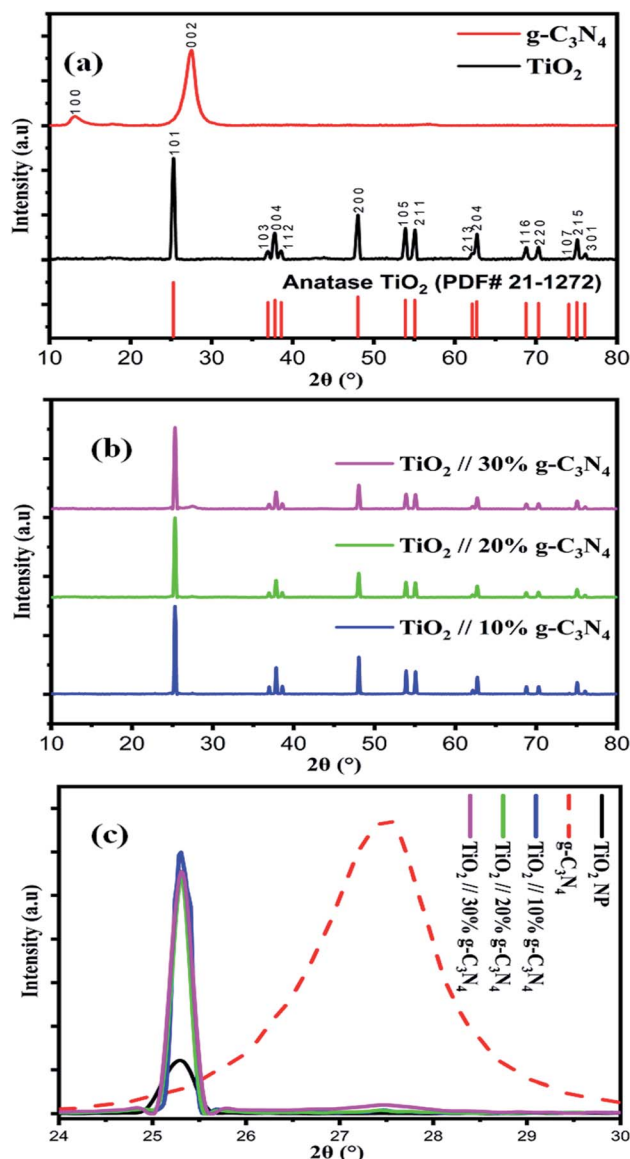 (a)
g-C₃N₄
TiO₂
100
002
101
103
004
112
200
105
211
213
204
116
220
107
215
301
Anatase TiO₂ (PDF# 21-1272)
Intensity (a.u)
10 20 30 40 50 60 70 80
2θ (°)
(b)
TiO₂ // 30% g-C₃N₄
TiO₂ // 20% g-C₃N₄
TiO₂ // 10% g-C₃N₄
Intensity (a.u)
10 20 30 40 50 60 70 80
2θ (°)
(c)
TiO₂ NP
g-C₃N₄
TiO₂ // 10% g-C₃N₄
TiO₂ // 20% g-C₃N₄
TiO₂ // 30% g-C₃N₄
Intensity (a.u)
24 25 26 27 28 29 30
2θ (°)